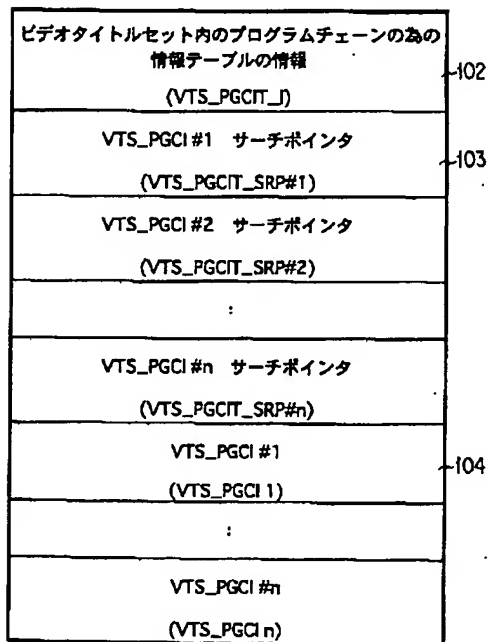 ビデオタイトルセット内のプログラムチェーンの為の
情報テーブルの情報
(VTS_PGCIT_I)
102
VTS_PGCI #1 サーチポインタ
103
(VTS_PGCIT_SRP#1)
VTS_PGCI #2 サーチポインタ
(VTS_PGCIT_SRP#2)
:
VTS_PGCI #n サーチポインタ
(VTS_PGCIT_SRP#n)
VTS_PGCI #1
104
(VTS_PGCI 1)
:
VTS_PGCI #n
(VTS_PGCI n)